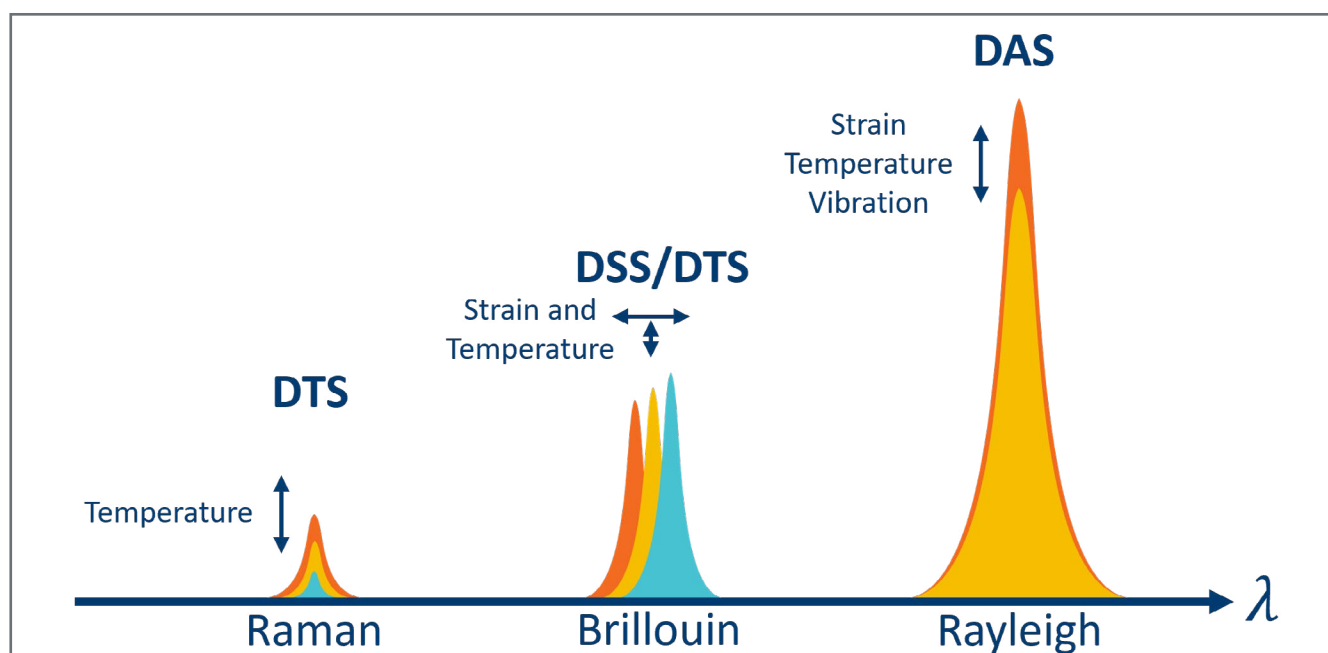 DAS
Strain
Temperature
Vibration
DSS/DTS
Strain and
Temperature
DTS
Temperature
λ
Raman
Brillouin
Rayleigh